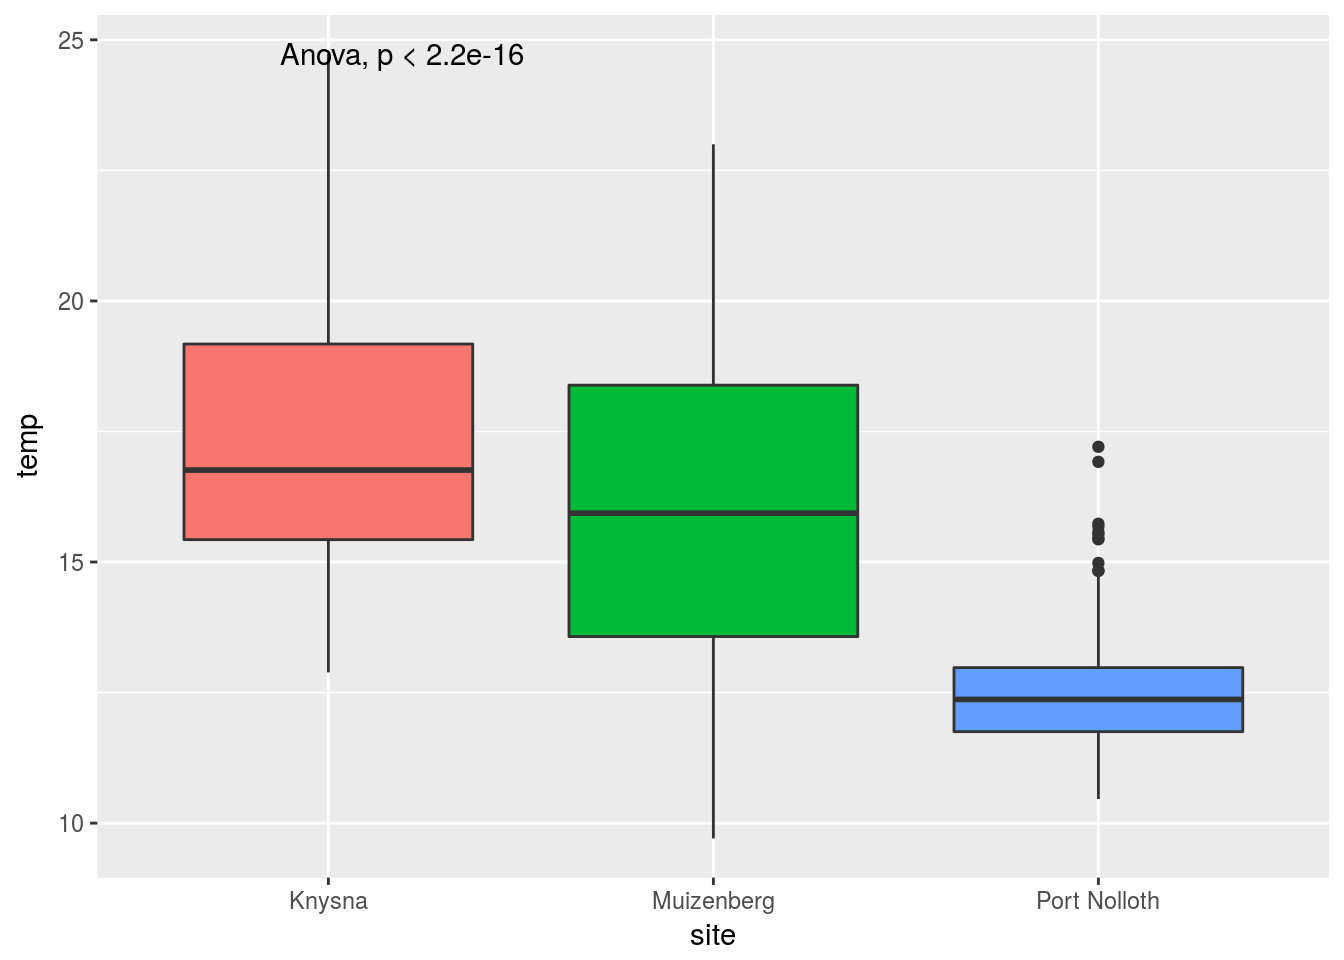 Anova, p < 2.2e-16
25
20
15
10
temp
Knysna Muizenberg Port Nolloth
site